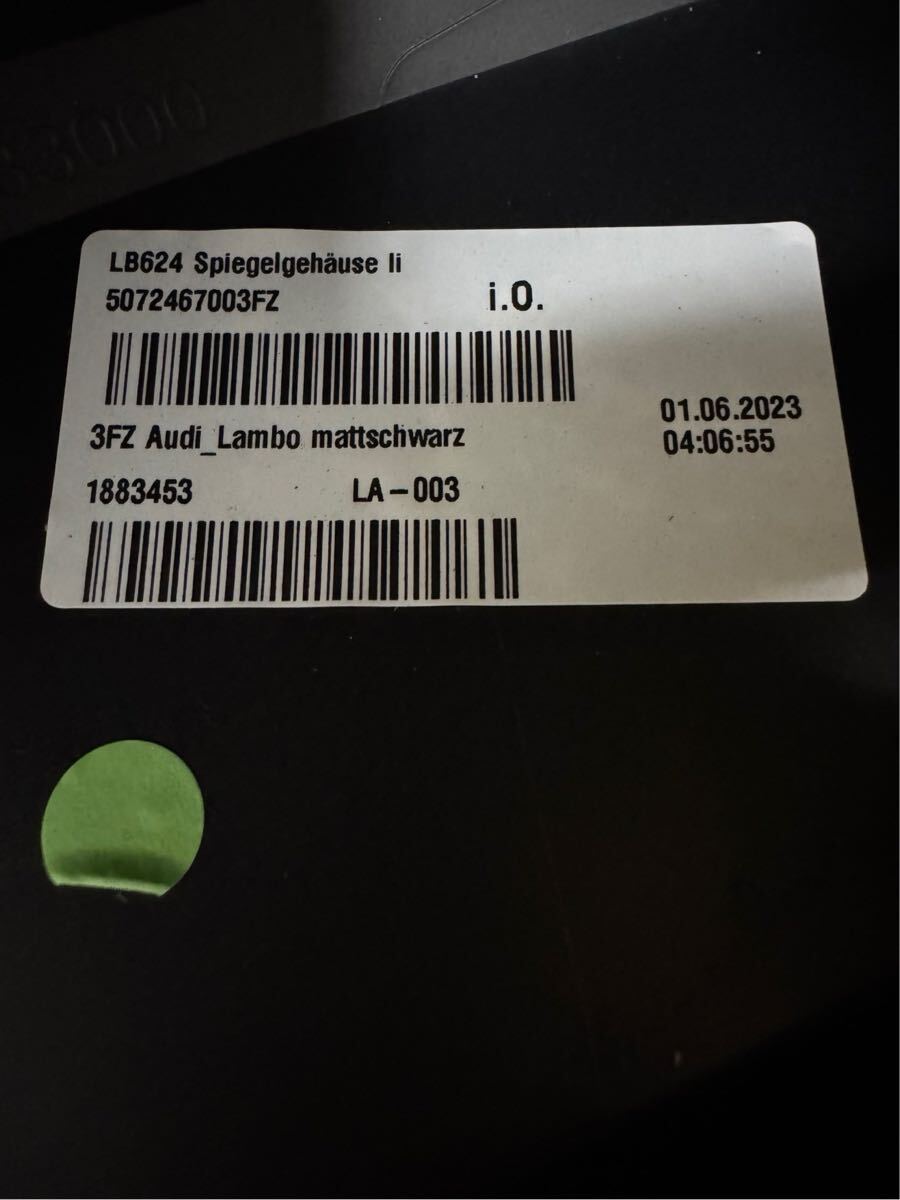 LB624 Spiegelgehäuse li
5072467003FZ i.O.
3FZ Audi_Lambo mattschwarz
01.06.2023
04:06:55
1883453 LA-003